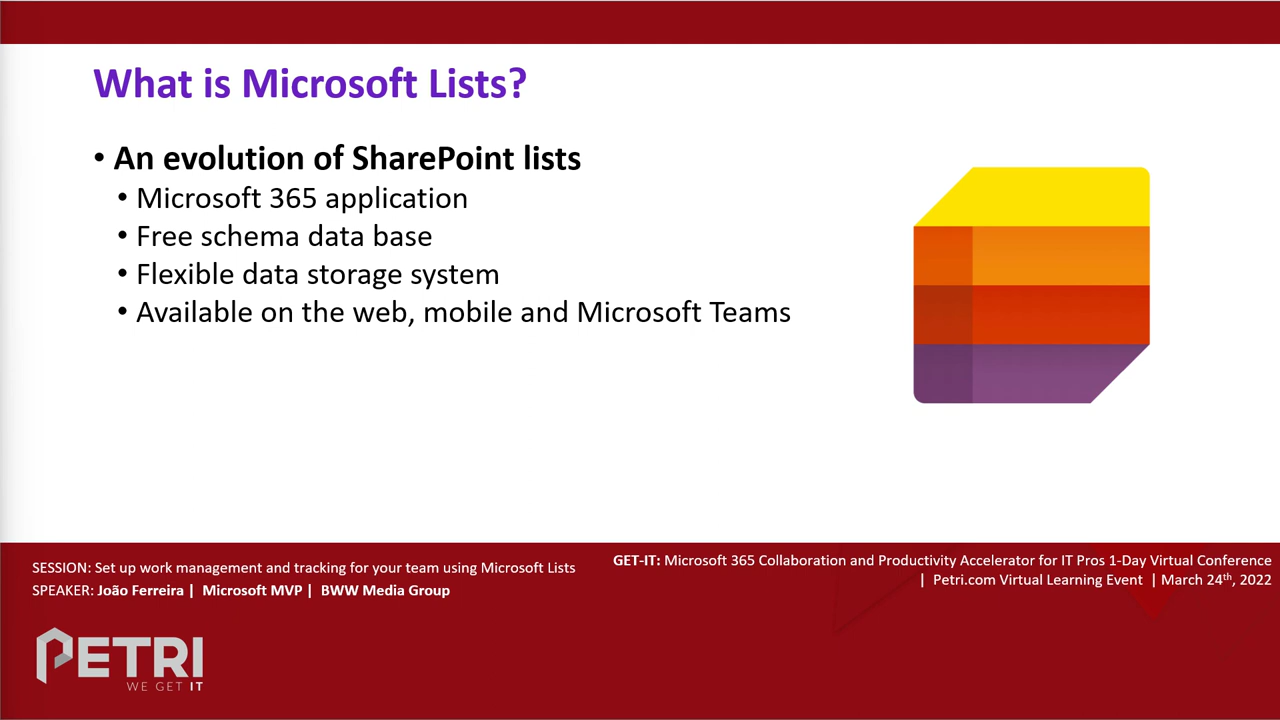 What is Microsoft Lists?
• An evolution of SharePoint lists
• Microsoft 365 application
• Free schema data base
• Flexible data storage system
• Available on the web, mobile and Microsoft Teams
SESSION: Set up work management and tracking for your team using Microsoft Lists
SPEAKER: João Ferreira | Microsoft MVP | BWW Media Group
GET-IT: Microsoft 365 Collaboration and Productivity Accelerator for IT Pros 1-Day Virtual Conference
| Petri.com Virtual Learning Event | March 24th, 2022
PETRI
WE GET IT